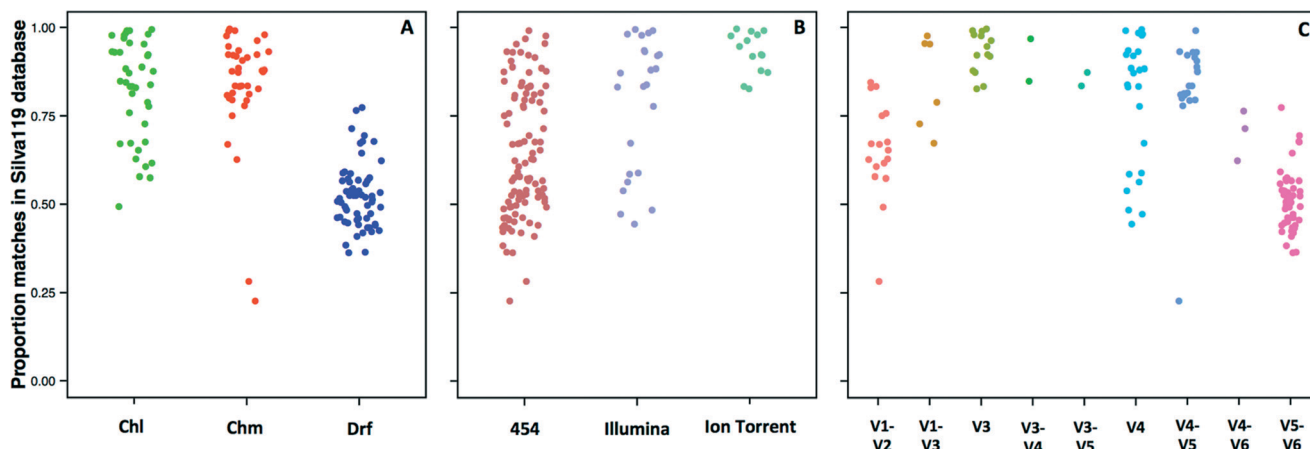 Proportion matches in Silva119 database
1.00
0.75
0.50
0.25
0.00
A
Chl Chm Drf
B
454 Illumina Ion Torrent
C
V1-V2 V1-V3 V3 V3-V4 V3-V5 V4 V4-V5 V4-V6 V5-V6